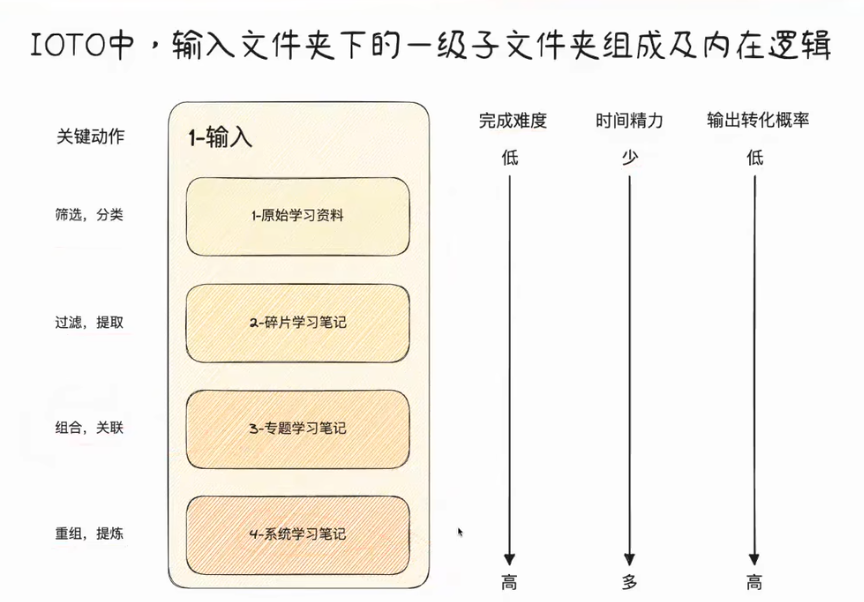 IOTO中，输入文件夹下的一级子文件夹组成及内在逻辑
关键动作
1-输入
完成难度
时间精力
输出转化概率
低
少
低
筛选，分类
1-原始学习资料
过滤，提取
2-碎片学习笔记
组合，关联
3-专题学习笔记
重组，提炼
4-系统学习笔记
高
多
高